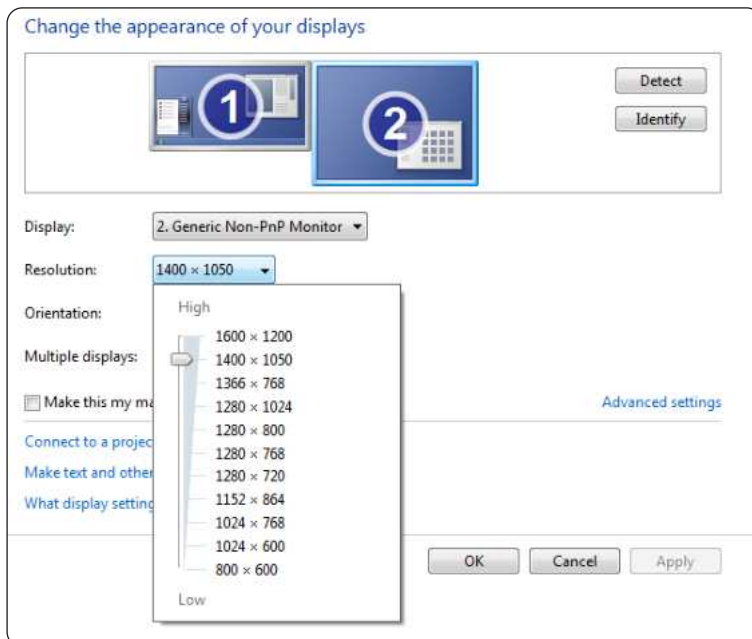 Change the appearance of your displays
1
2
Detect
Identify
Display:
2. Generic Non-PnP Monitor
Resolution:
1400 × 1050
Orientation:
Multiple displays:
High
1600 × 1200
1400 × 1050
1366 × 768
1280 × 1024
1280 × 800
1280 × 768
1280 × 720
1152 × 864
1024 × 768
1024 × 600
800 × 600
Low
Make this my ma
Advanced settings
Connect to a projec
Make text and other
What display setting
OK
Cancel
Apply